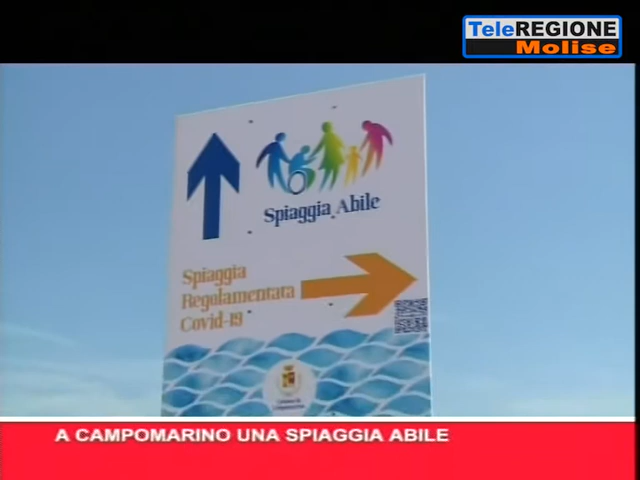 TeleREGIONE
Molise
Spiaggia Abile
Spiaggia
Regolamentata
Covid-19
A CAMPOMARINO UNA SPIAGGIA ABILE